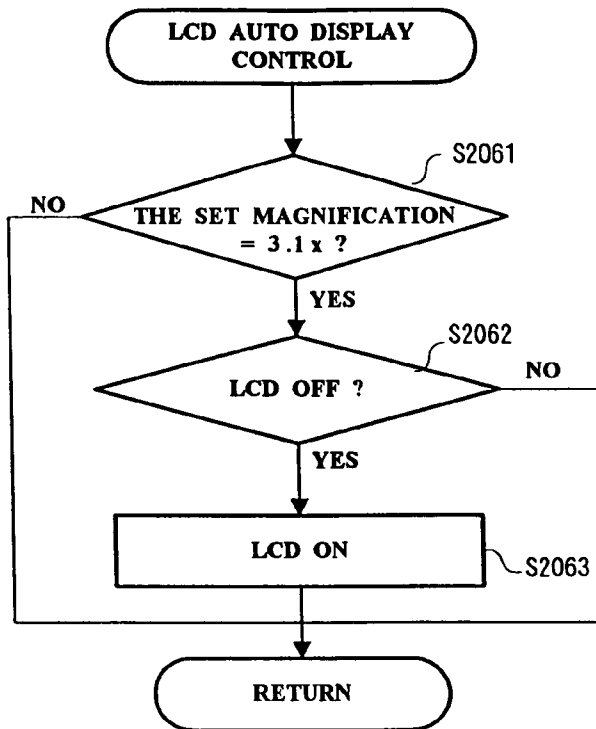 LCD AUTO DISPLAY
CONTROL
S2061
NO
THE SET MAGNIFICATION
= 3.1x ?
YES
S2062
LCD OFF ?
NO
YES
LCD ON
S2063
RETURN